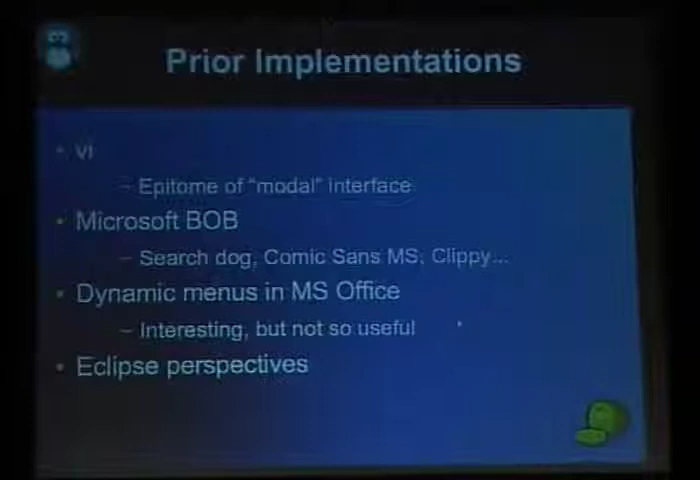 Prior Implementations
vi
Epitome of "modal" interface
Microsoft BOB
Search dog, Comic Sans MS, Clippy...
Dynamic menus in MS Office
Interesting, but not so useful
Eclipse perspectives